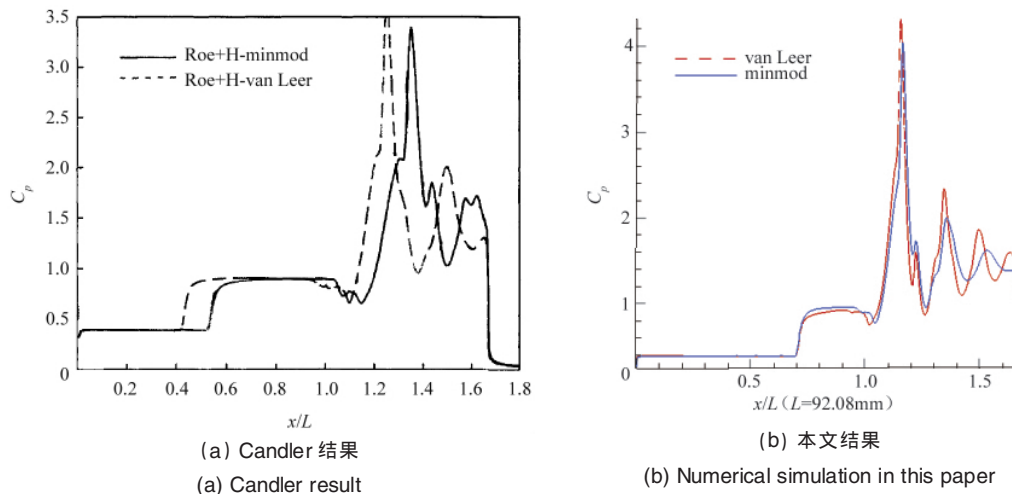 3.5
3.0
2.5
2.0
1.5
1.0
0.5
0
C_p
Roe+H-minmod
Roe+H-van Leer
0.2 0.4 0.6 0.8 1.0 1.2 1.4 1.6 1.8
x/L
(a) Candler 结果
(a) Candler result
4
3
2
1
0
C_p
van Leer
minmod
0.5 1.0 1.5
x/L(L=92.08mm)
(b) 本文结果
(b) Numerical simulation in this paper